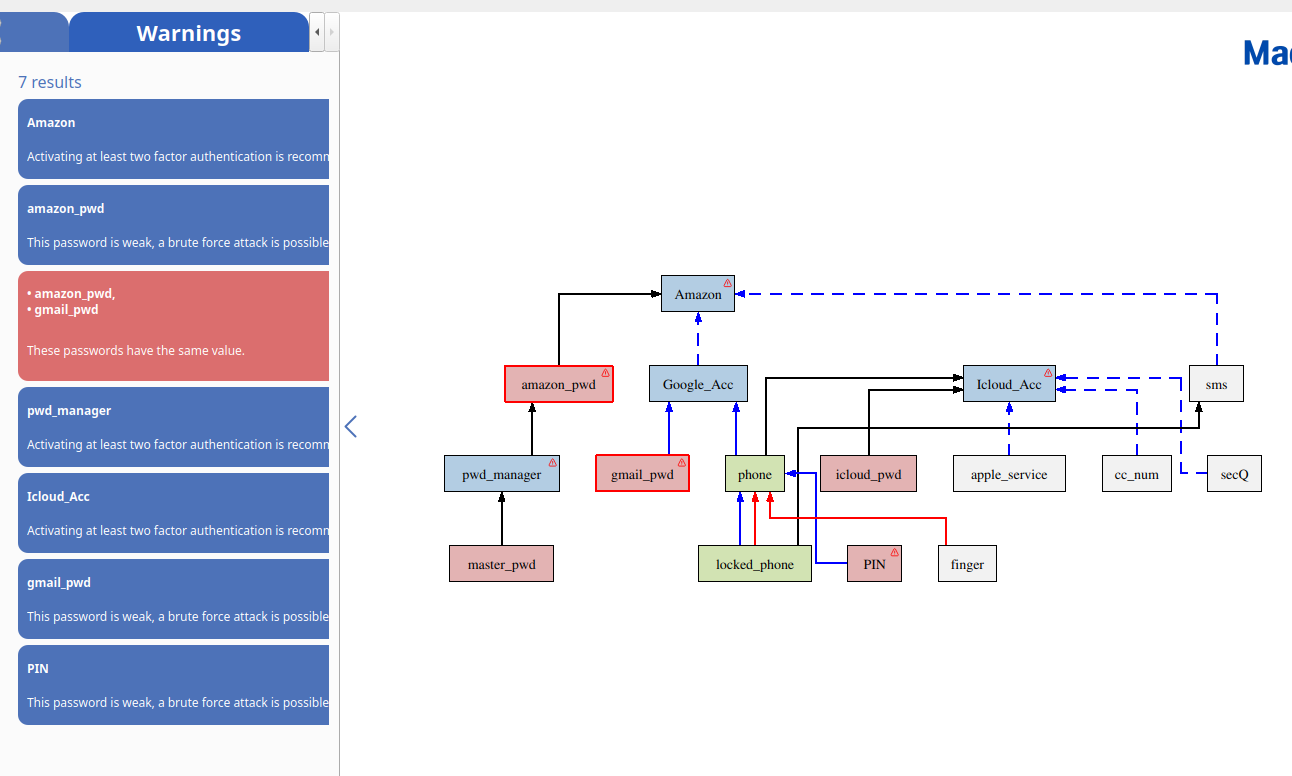 Warnings
7 results
Amazon
Activating at least two factor authentication is
amazon_pwd
This password is weak, a brute force attack is possible
• amazon_pwd,
• gmail_pwd
These passwords have the same value.
pwd_manager
Activating at least two factor authentication is
Icloud_Acc
Activating at least two factor authentication is
gmail_pwd
This password is weak, a brute force attack is possible
PIN
This password is weak, a brute force attack is possible
Amazon
amazon_pwd
Google_Acc
Icloud_Acc
sms
pwd_manager
gmail_pwd
phone
icloud_pwd
apple_service
cc_num
secQ
master_pwd
locked_phone
PIN
finger